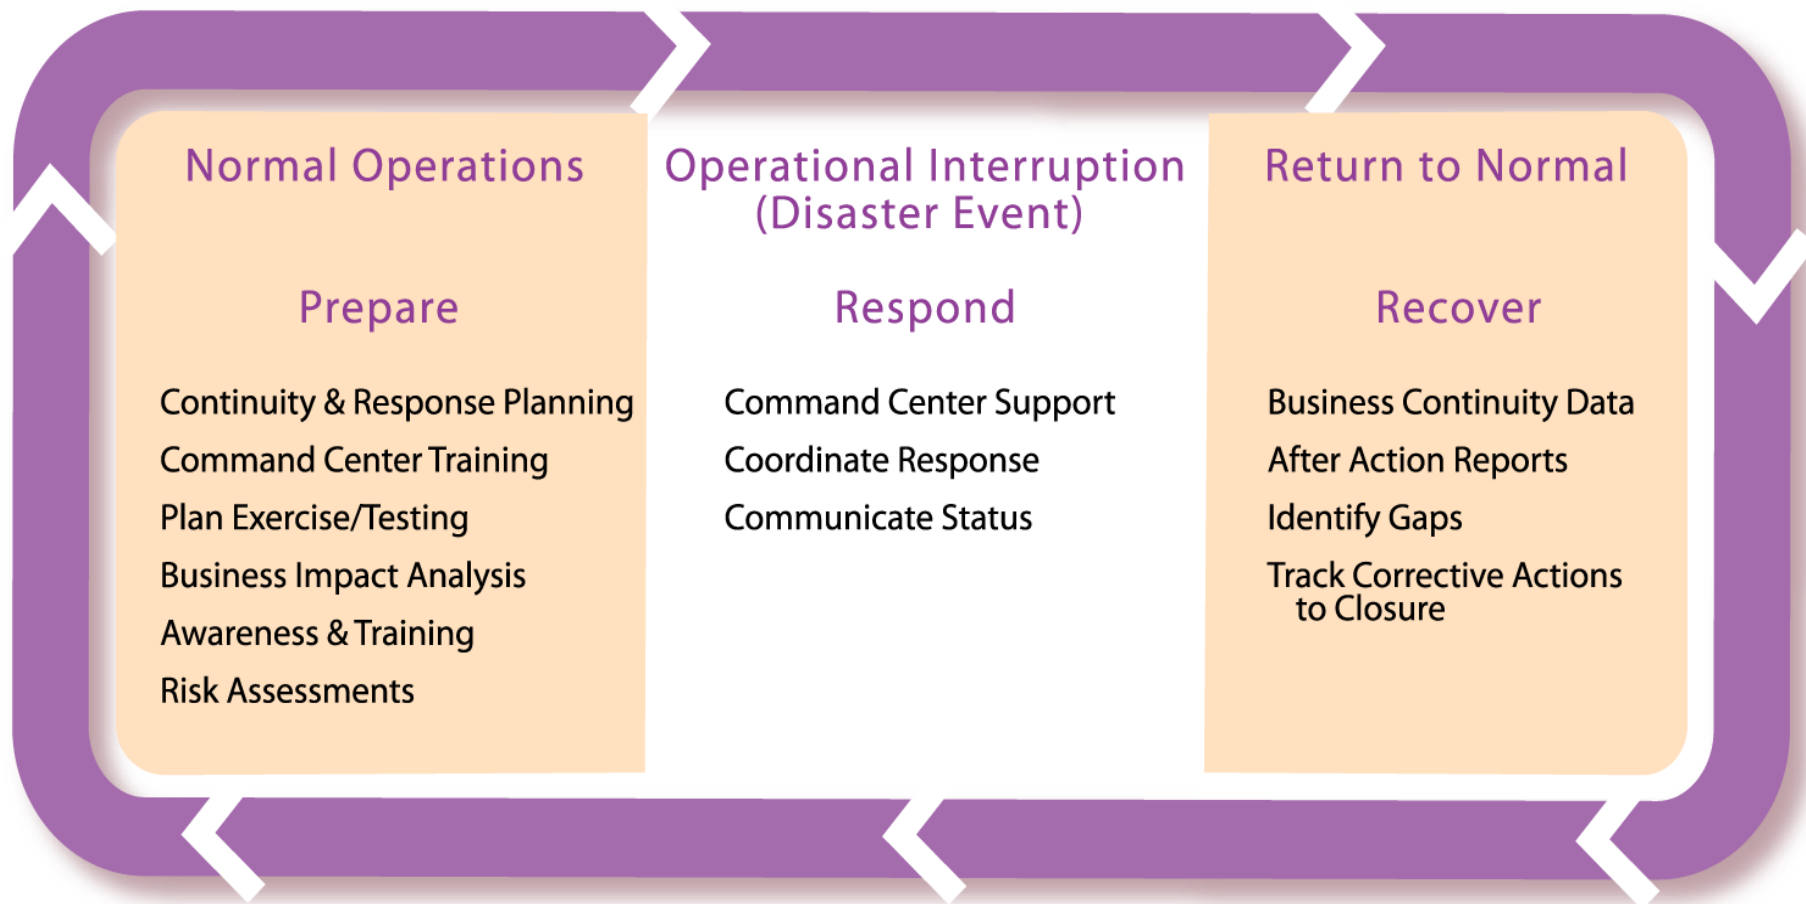 Normal Operations
Prepare
Continuity & Response Planning
Command Center Training
Plan Exercise/Testing
Business Impact Analysis
Awareness & Training
Risk Assessments
Operational Interruption
(Disaster Event)
Respond
Command Center Support
Coordinate Response
Communicate Status
Return to Normal
Recover
Business Continuity Data
After Action Reports
Identify Gaps
Track Corrective Actions
to Closure